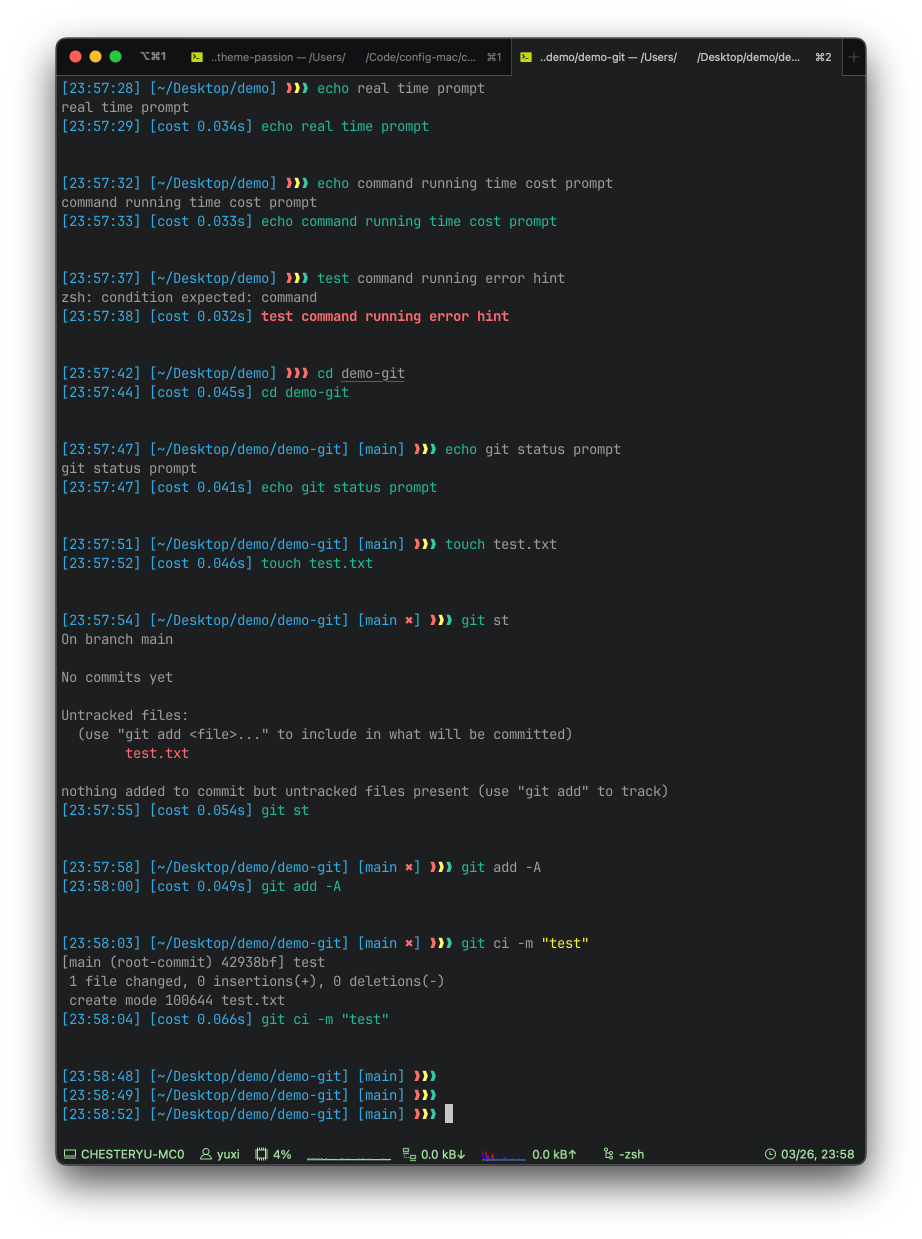 ⌥⌘1 ..theme-passion — /Users/ /Code/config-mac/c... ⌘1 ..demo/demo-git — /Users/ /Desktop/demo/de... ⌘2 +
[23:57:28] [~/Desktop/demo] ❱❱❱ echo real time prompt
real time prompt
[23:57:29] [cost 0.034s] echo real time prompt
[23:57:32] [~/Desktop/demo] ❱❱❱ echo command running time cost prompt
command running time cost prompt
[23:57:33] [cost 0.033s] echo command running time cost prompt
[23:57:37] [~/Desktop/demo] ❱❱❱ test command running error hint
zsh: condition expected: command
[23:57:38] [cost 0.032s] test command running error hint
[23:57:42] [~/Desktop/demo] ❱❱❱ cd demo-git
[23:57:44] [cost 0.045s] cd demo-git
[23:57:47] [~/Desktop/demo/demo-git] [main] ❱❱❱ echo git status prompt
git status prompt
[23:57:47] [cost 0.041s] echo git status prompt
[23:57:51] [~/Desktop/demo/demo-git] [main] ❱❱❱ touch test.txt
[23:57:52] [cost 0.046s] touch test.txt
[23:57:54] [~/Desktop/demo/demo-git] [main ✖] ❱❱❱ git st
On branch main
No commits yet
Untracked files:
  (use "git add <file>..." to include in what will be committed)
        test.txt
nothing added to commit but untracked files present (use "git add" to track)
[23:57:55] [cost 0.054s] git st
[23:57:58] [~/Desktop/demo/demo-git] [main ✖] ❱❱❱ git add -A
[23:58:00] [cost 0.049s] git add -A
[23:58:03] [~/Desktop/demo/demo-git] [main ✖] ❱❱❱ git ci -m "test"
[main (root-commit) 42938bf] test
 1 file changed, 0 insertions(+), 0 deletions(-)
 create mode 100644 test.txt
[23:58:04] [cost 0.066s] git ci -m "test"
[23:58:48] [~/Desktop/demo/demo-git] [main] ❱❱❱
[23:58:49] [~/Desktop/demo/demo-git] [main] ❱❱❱
[23:58:52] [~/Desktop/demo/demo-git] [main] ❱❱❱
CHESTERYU-MC0 yuxi 4% 0.0 kB↓ 0.0 kB↑ -zsh 03/26, 23:58